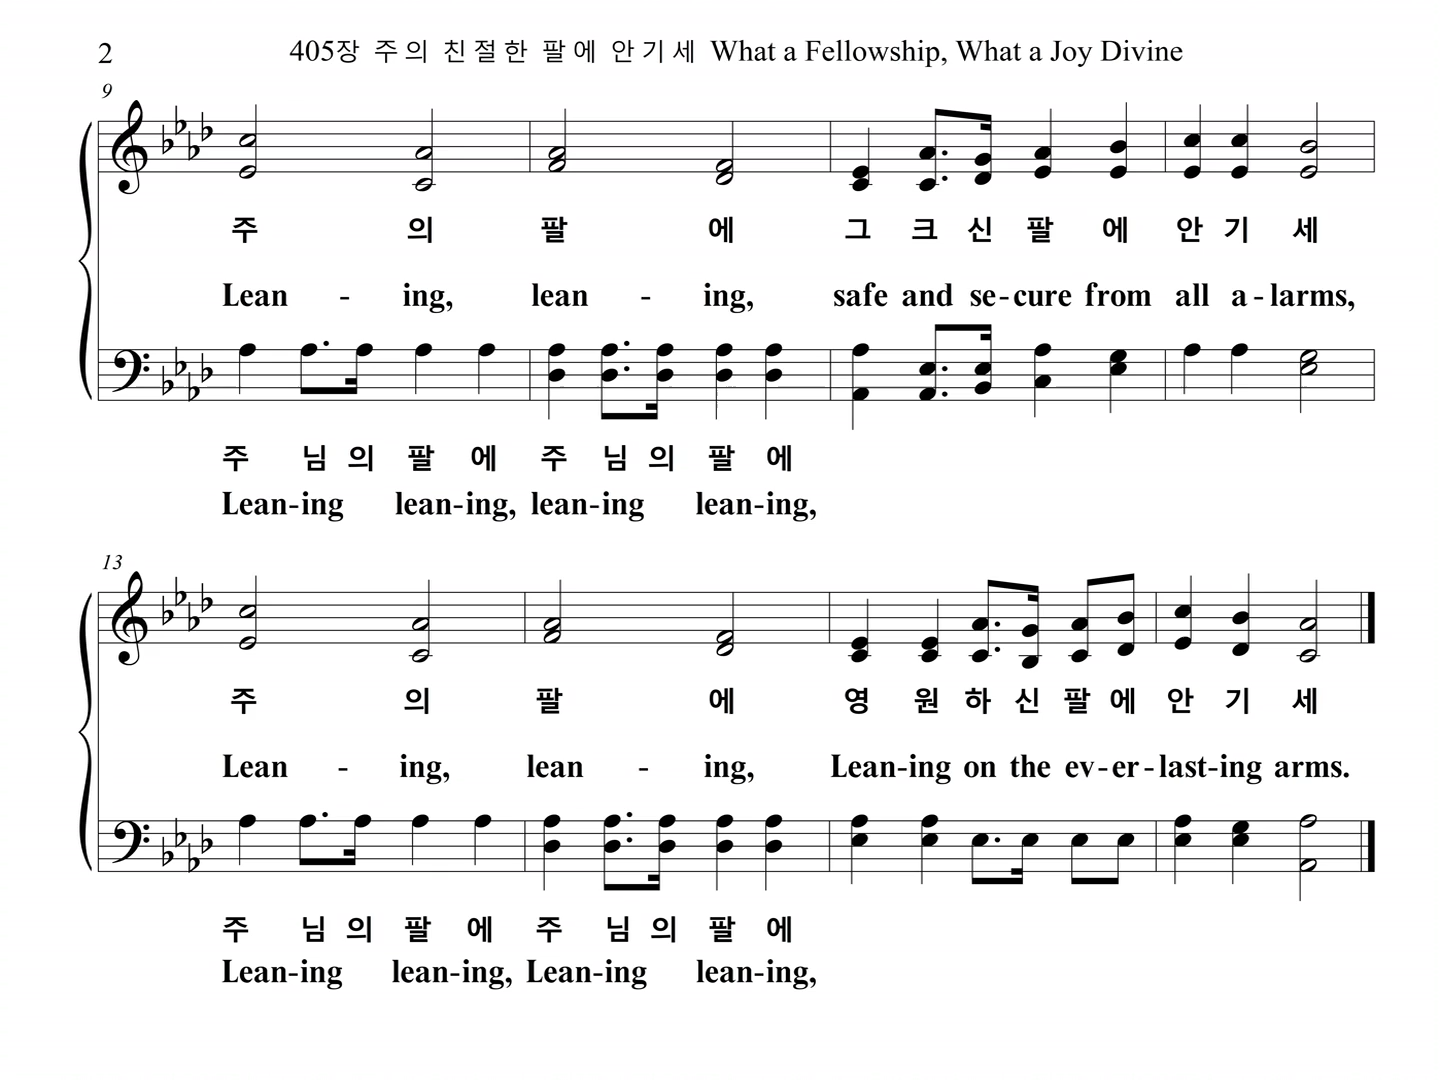 2
405장 주의 친절한 팔에 안기세 What a Fellowship, What a Joy Divine
9
주 의 팔 에 그 크 신 팔 에 안 기 세
Lean - ing, lean - ing, safe and se-cure from all a-larms,
주 님 의 팔 에 주 님 의 팔 에
Lean-ing lean-ing, lean-ing lean-ing,
13
주 의 팔 에 영 원 하 신 팔 에 안 기 세
Lean - ing, lean - ing, Lean-ing on the ev-er-last-ing arms.
주 님 의 팔 에 주 님 의 팔 에
Lean-ing lean-ing, Lean-ing lean-ing,